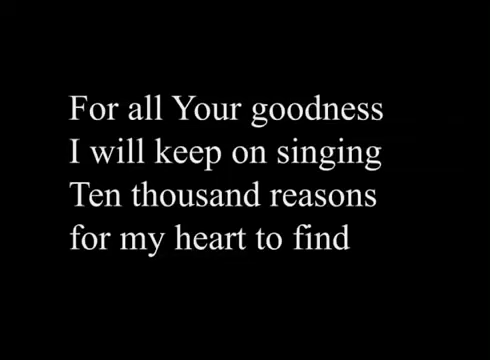 For all Your goodness
I will keep on singing
Ten thousand reasons
for my heart to find